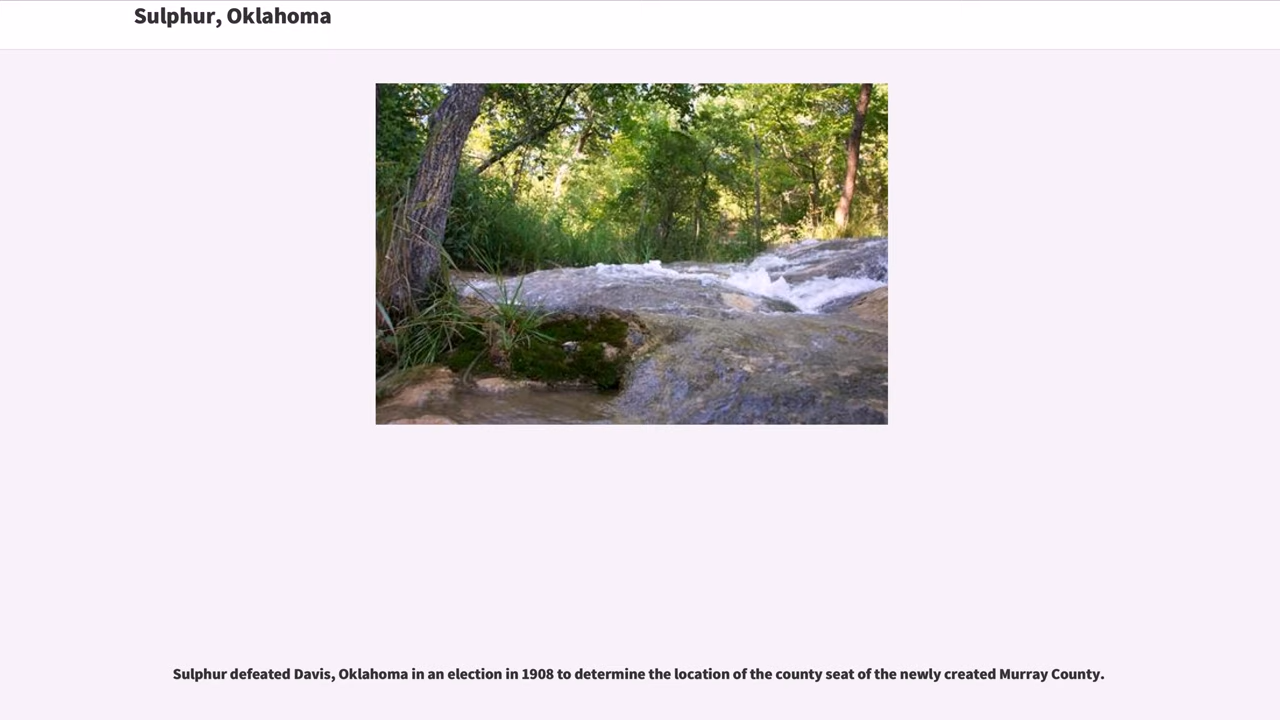 Sulphur, Oklahoma
Sulphur defeated Davis, Oklahoma in an election in 1908 to determine the location of the county seat of the newly created Murray County.